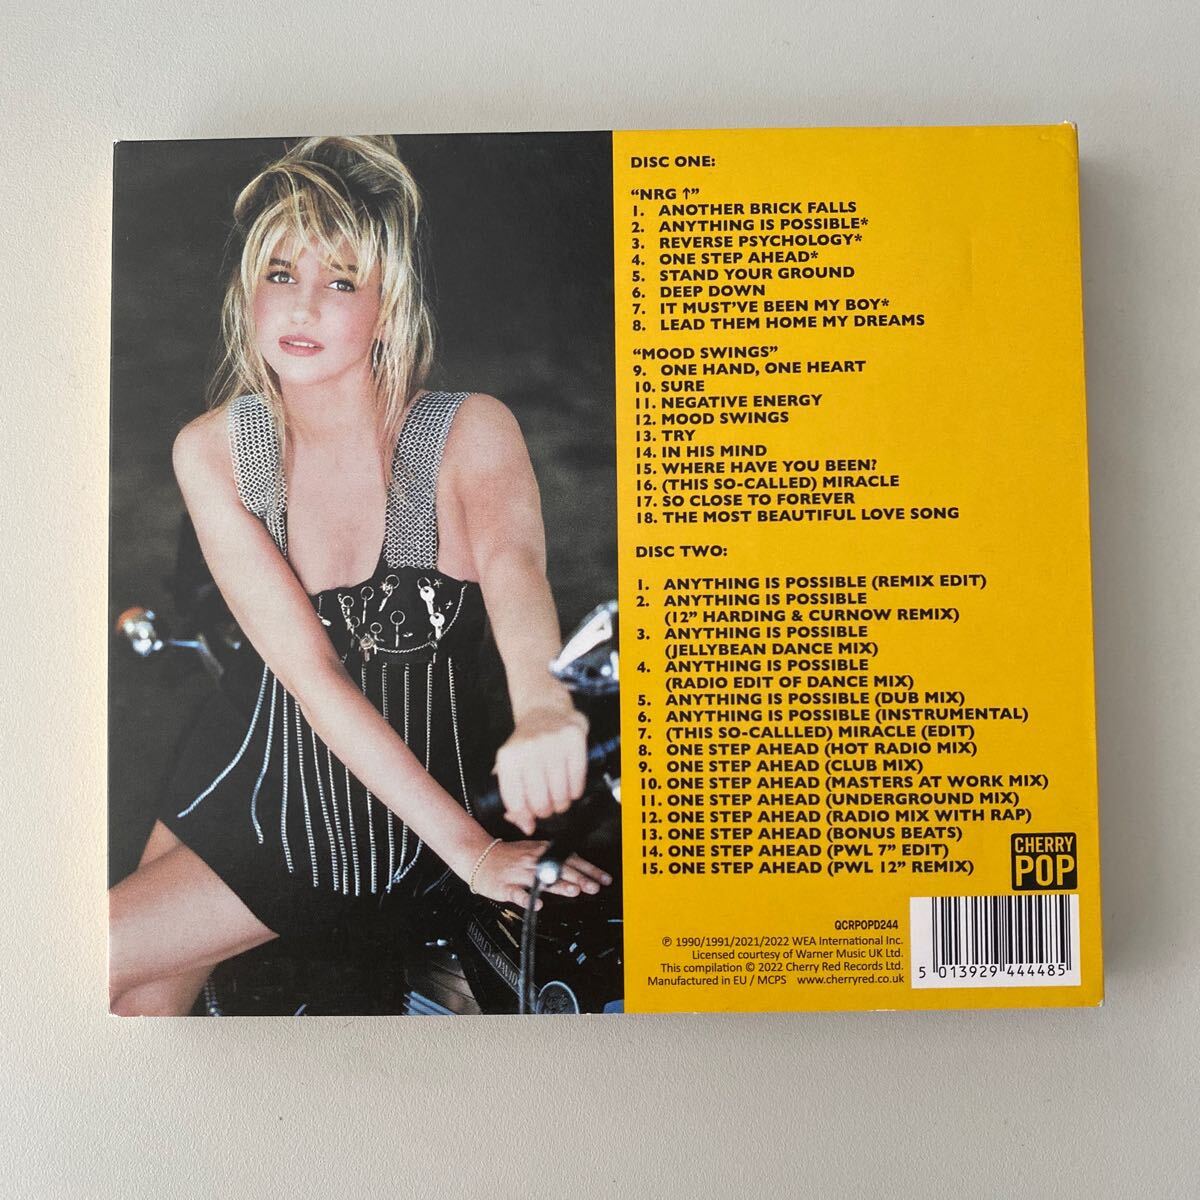 DISC ONE:
“NRG ↑”
1. ANOTHER BRICK FALLS
2. ANYTHING IS POSSIBLE*
3. REVERSE PSYCHOLOGY*
4. ONE STEP AHEAD*
5. STAND YOUR GROUND
6. DEEP DOWN
7. IT MUST’VE BEEN MY BOY*
8. LEAD THEM HOME MY DREAMS
“MOOD SWINGS”
9. ONE HAND, ONE HEART
10. SURE
11. NEGATIVE ENERGY
12. MOOD SWINGS
13. TRY
14. IN HIS MIND
15. WHERE HAVE YOU BEEN?
16. (THIS SO-CALLED) MIRACLE
17. SO CLOSE TO FOREVER
18. THE MOST BEAUTIFUL LOVE SONG
DISC TWO:
1. ANYTHING IS POSSIBLE (REMIX EDIT)
2. ANYTHING IS POSSIBLE
(12” HARDING & CURNOW REMIX)
3. ANYTHING IS POSSIBLE
(JELLYBEAN DANCE MIX)
4. ANYTHING IS POSSIBLE
(RADIO EDIT OF DANCE MIX)
5. ANYTHING IS POSSIBLE (DUB MIX)
6. ANYTHING IS POSSIBLE (INSTRUMENTAL)
7. (THIS SO-CALLLED) MIRACLE (EDIT)
8. ONE STEP AHEAD (HOT RADIO MIX)
9. ONE STEP AHEAD (CLUB MIX)
10. ONE STEP AHEAD (MASTERS AT WORK MIX)
11. ONE STEP AHEAD (UNDERGROUND MIX)
12. ONE STEP AHEAD (RADIO MIX WITH RAP)
13. ONE STEP AHEAD (BONUS BEATS)
14. ONE STEP AHEAD (PWL 7” EDIT)
15. ONE STEP AHEAD (PWL 12” REMIX)
CHERRY
POP
QCRPOPD244
℗ 1990/1991/2021/2022 WEA International Inc.
Licensed courtesy of Warner Music UK Ltd.
This compilation © 2022 Cherry Red Records Ltd.
Manufactured in EU / MCPS www.cherryred.co.uk
5 013929 444485
HARLEY-DAVIDSON